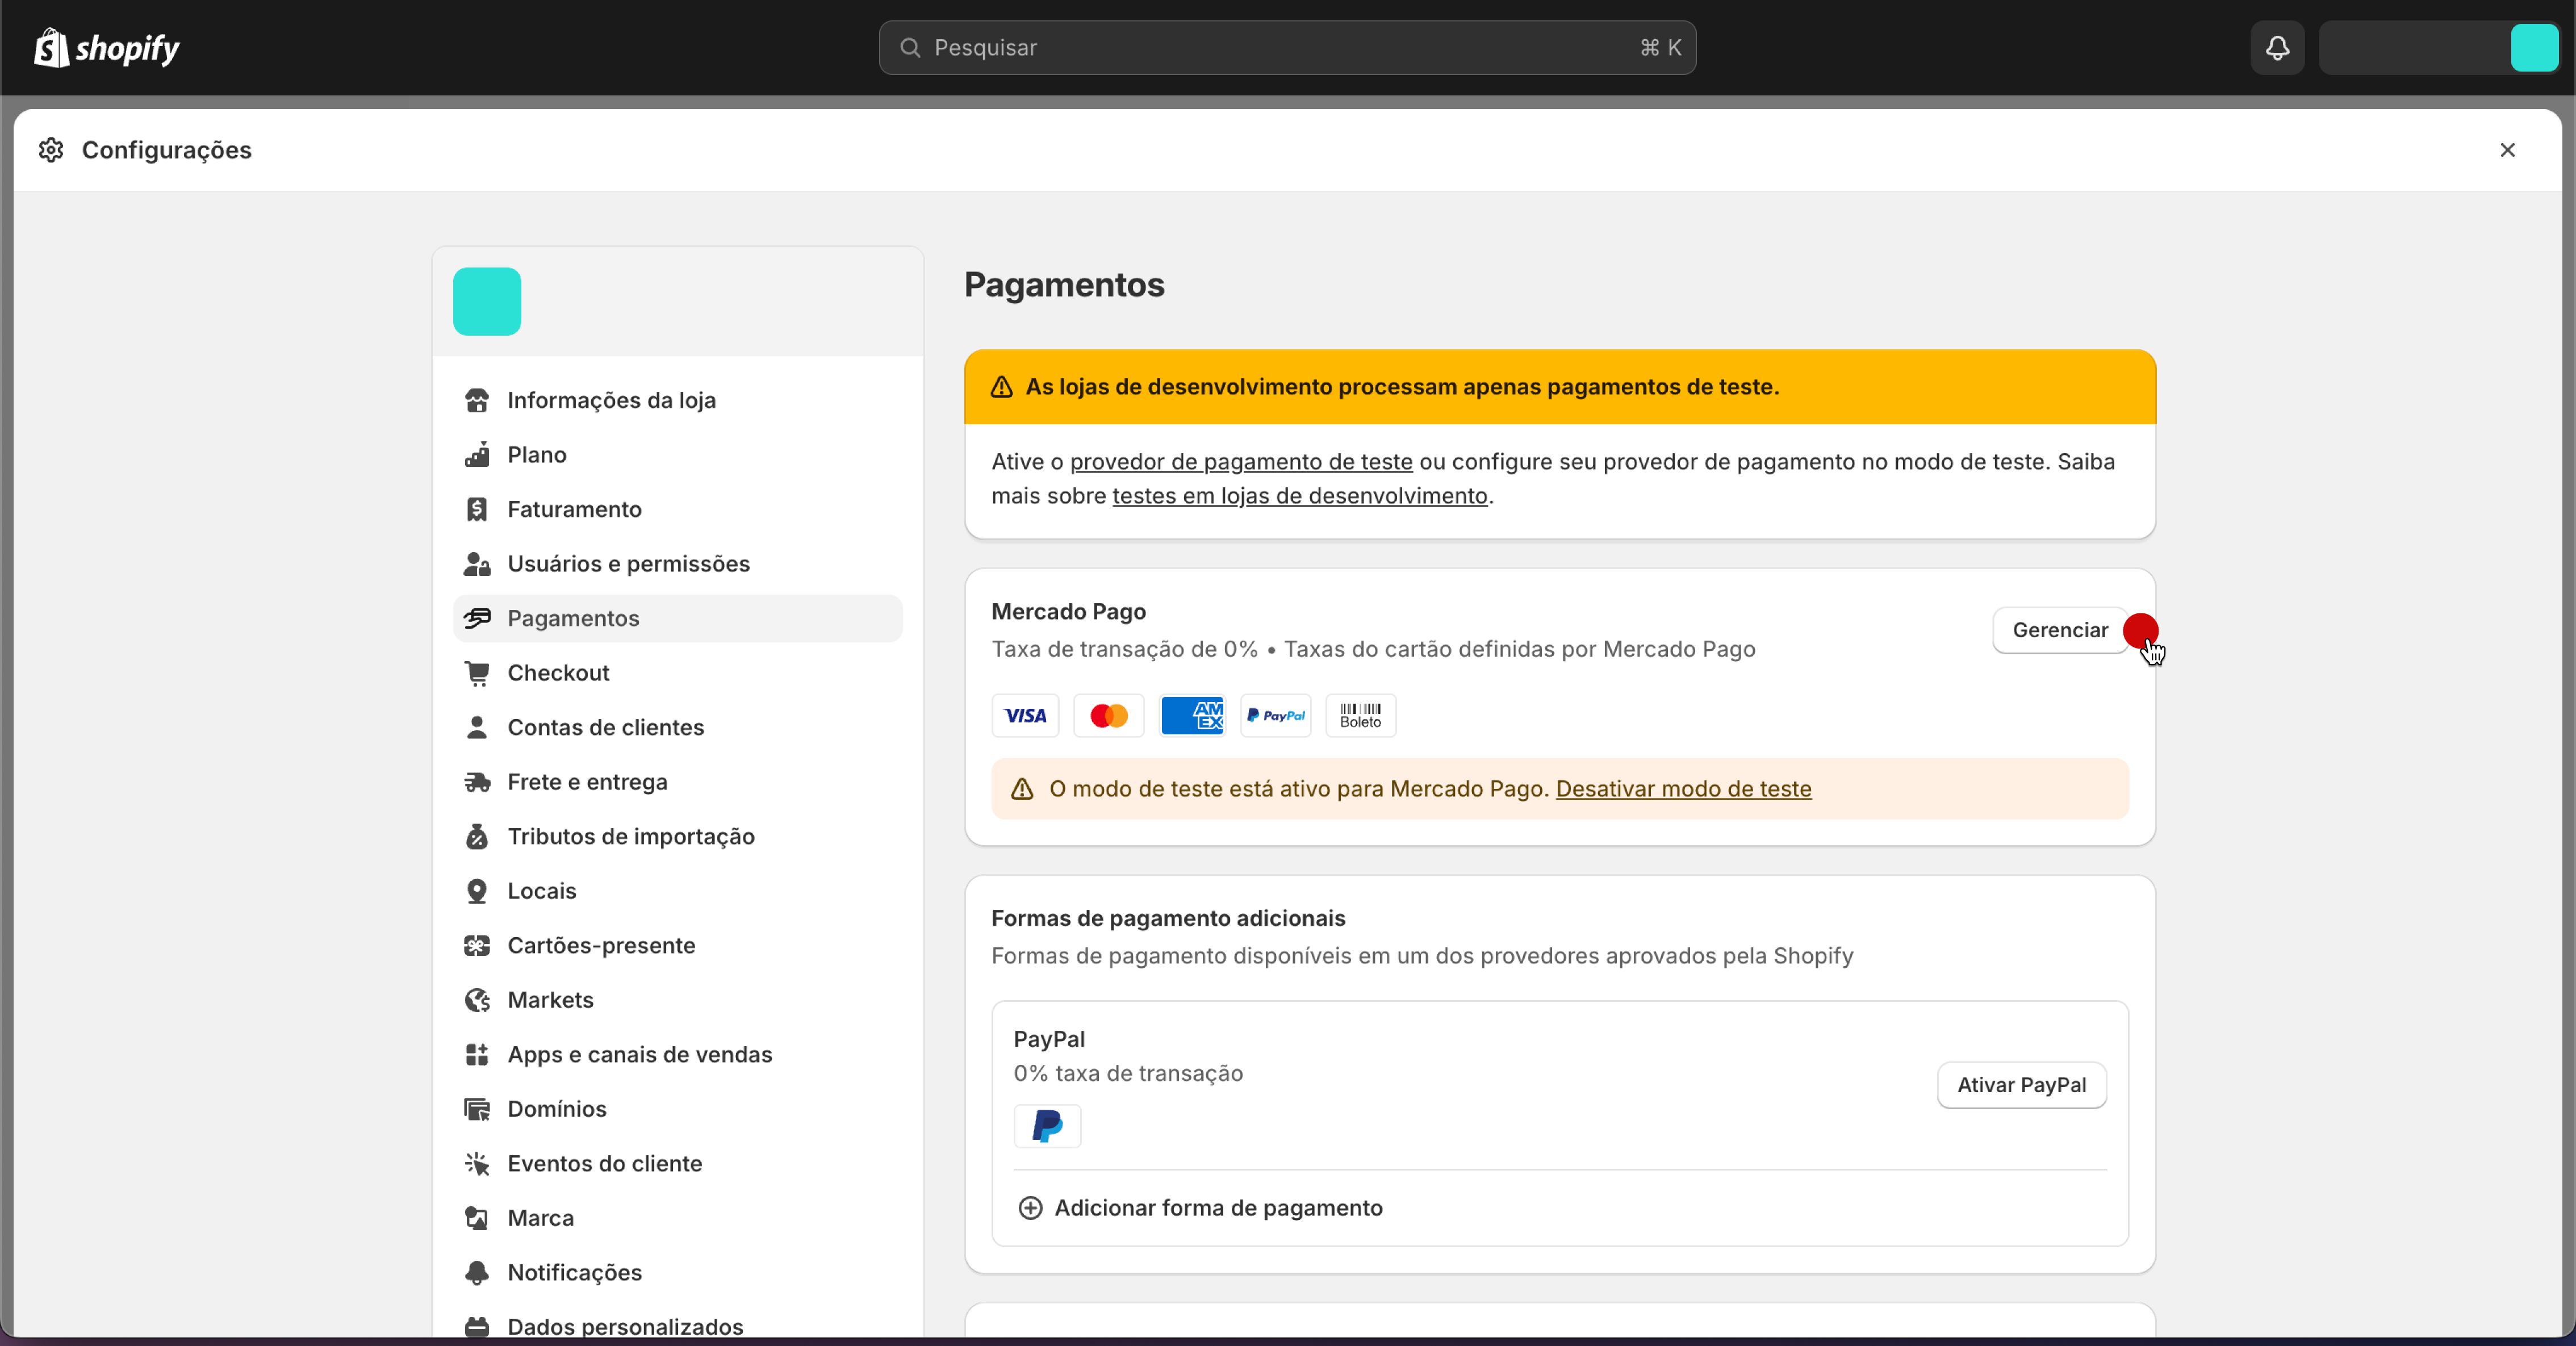 shopify
Pesquisar
⌘ K
Configurações
Informações da loja
Plano
Faturamento
Usuários e permissões
Pagamentos
Checkout
Contas de clientes
Frete e entrega
Tributos de importação
Locais
Cartões-presente
Markets
Apps e canais de vendas
Domínios
Eventos do cliente
Marca
Notificações
Dados personalizados
Pagamentos
As lojas de desenvolvimento processam apenas pagamentos de teste.
Ative o provedor de pagamento de teste ou configure seu provedor de pagamento no modo de teste. Saiba
mais sobre testes em lojas de desenvolvimento.
Mercado Pago
Taxa de transação de 0% • Taxas do cartão definidas por Mercado Pago
Gerenciar
VISA
AM
EX
PayPal
Boleto
O modo de teste está ativo para Mercado Pago. Desativar modo de teste
Formas de pagamento adicionais
Formas de pagamento disponíveis em um dos provedores aprovados pela Shopify
PayPal
0% taxa de transação
Ativar PayPal
Adicionar forma de pagamento